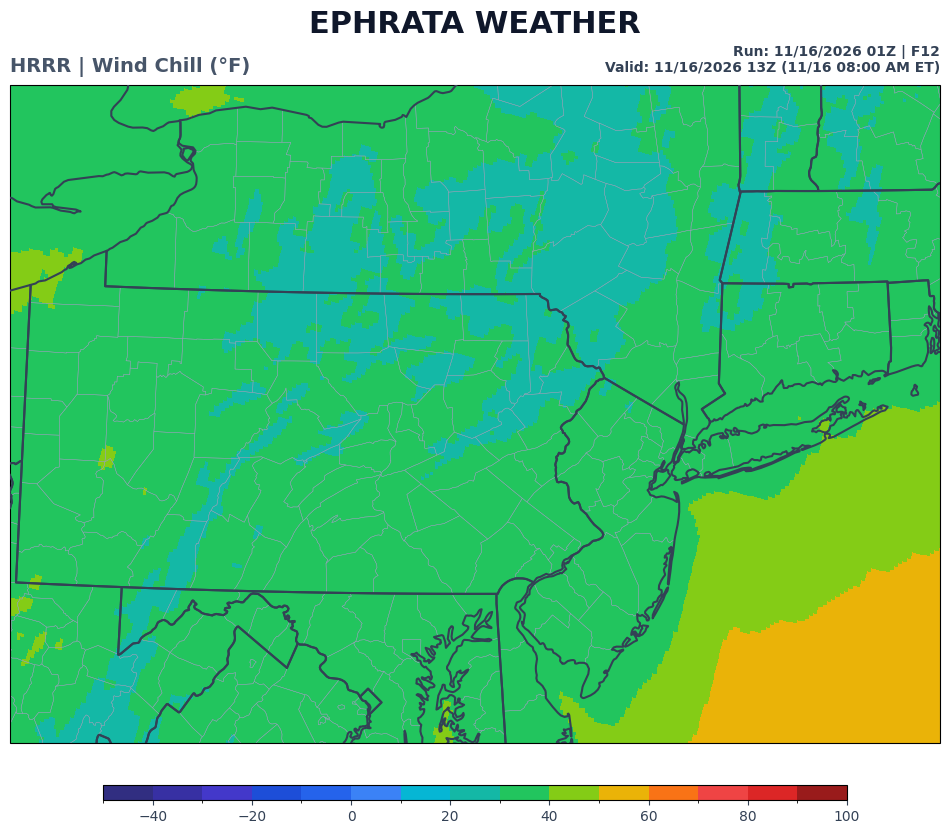 EPHRATA WEATHER
HRRR | Wind Chill (°F)
Run: 11/16/2026 01Z | F12
Valid: 11/16/2026 13Z (11/16 08:00 AM ET)
−40 −20 0 20 40 60 80 100